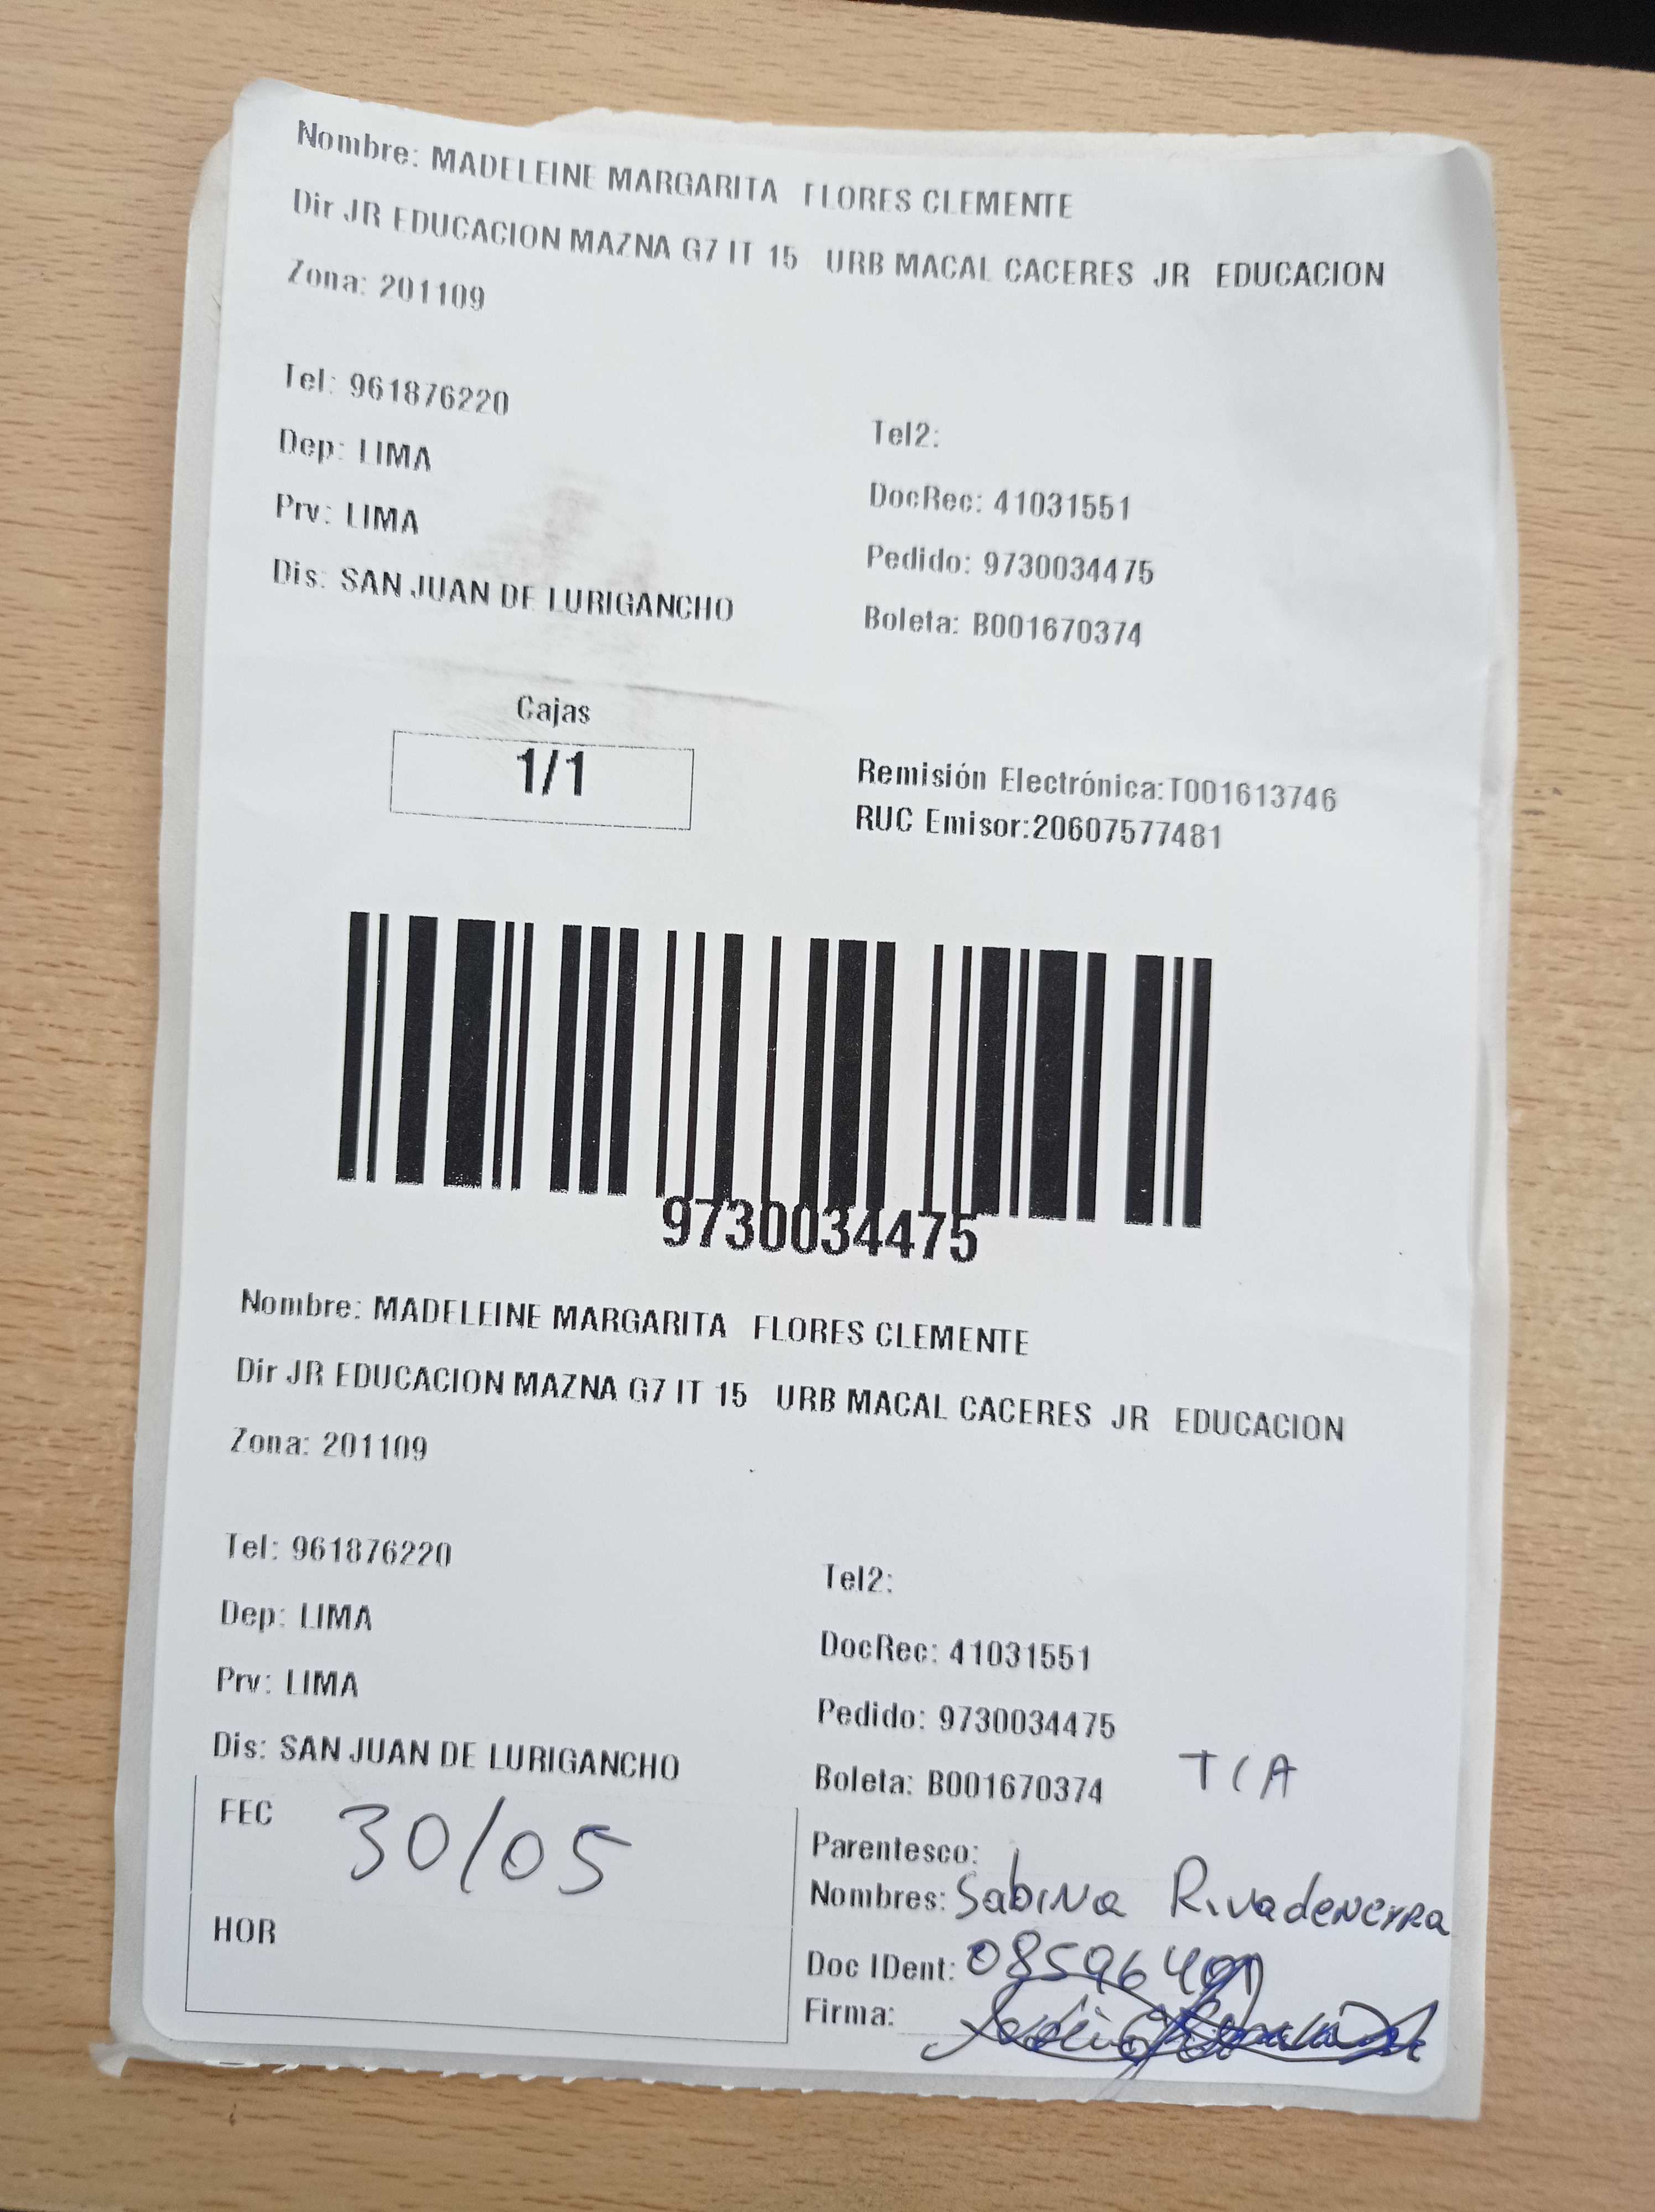 Nombre: MADELEINE MARGARITA FLORES CLEMENTE
Dir JR EDUCACION MAZNA G7 IT 15 URB MACAL CACERES JR EDUCACION
Zona: 201109
Tel: 961876220
Tel2:
Dep: LIMA
DocRec: 41031551
Prv: LIMA
Pedido: 9730034475
Dis: SAN JUAN DE LURIGANCHO
Boleta: B001670374
Cajas
1/1
Remisión Electrónica:T001613746
RUC Emisor:20607577481
9730034475
Nombre: MADELEINE MARGARITA FLORES CLEMENTE
Dir JR EDUCACION MAZNA G7 IT 15 URB MACAL CACERES JR EDUCACION
Zona: 201109
Tel: 961876220
Tel2:
Dep: LIMA
DocRec: 41031551
Prv: LIMA
Pedido: 9730034475
Dis: SAN JUAN DE LURIGANCHO
Boleta: B001670374 TIA
FEC 30/05
Parentesco:
Nombres: Sabina Rivadeneyra
HOR
Doc IDent:
Firma: